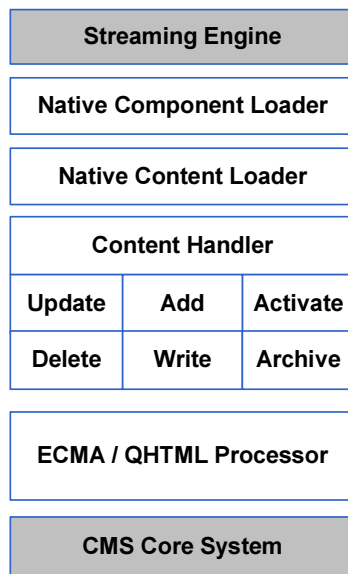 Streaming Engine
Native Component Loader
Native Content Loader
Content Handler
Update Add Activate
Delete Write Archive
ECMA / QHTML Processor
CMS Core System